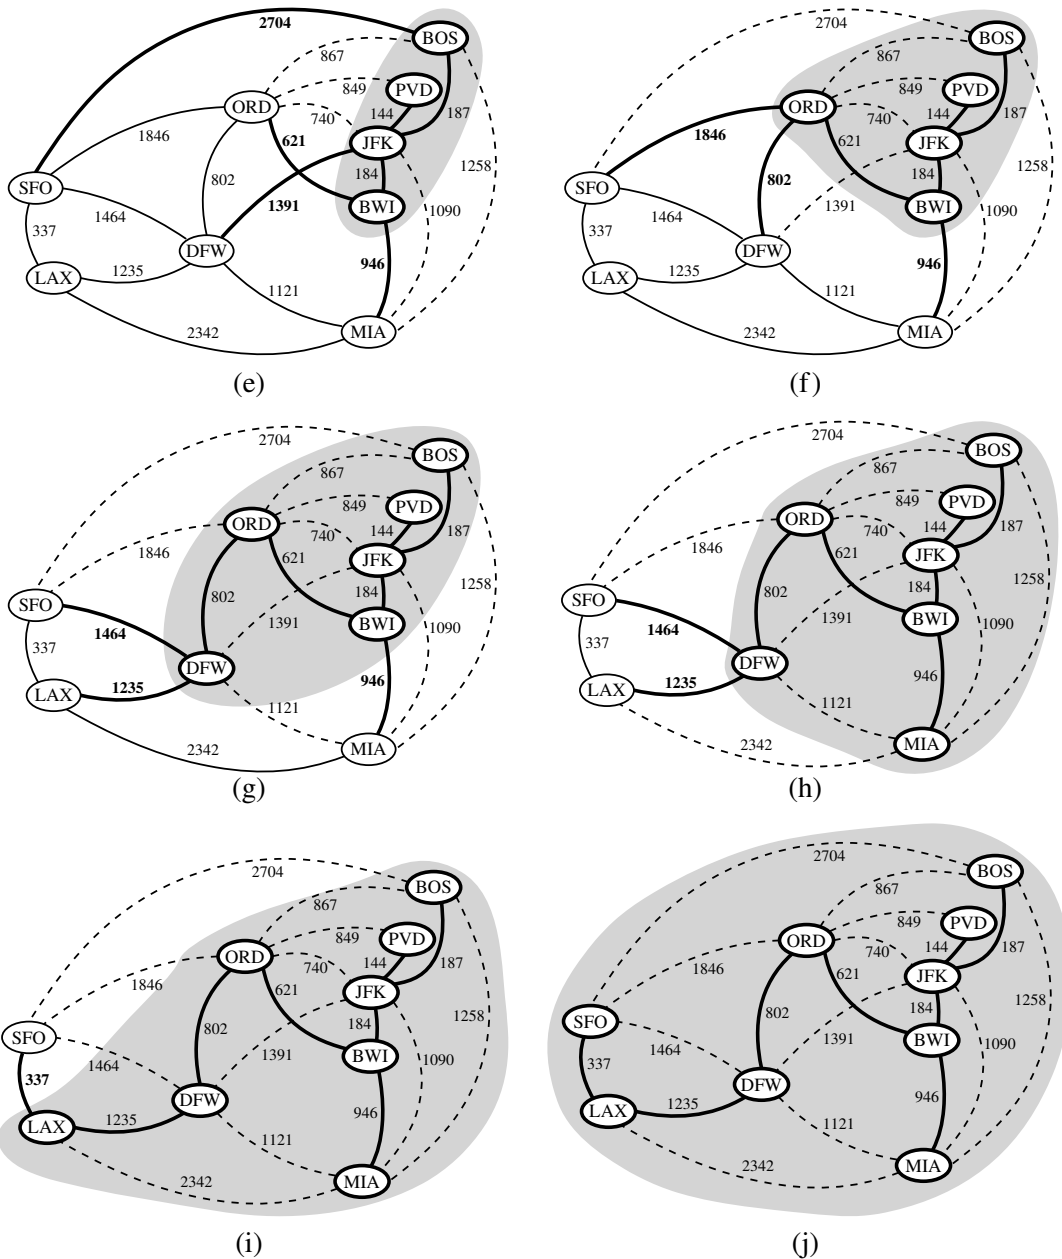 2704
BOS
867
849
PVD
ORD
144
187
740
1846
621
JFK
1258
184
SFO
802
1464
1391
BWI
1090
337
DFW
946
LAX
1235
1121
MIA
2342
(e)
2704
BOS
867
849
PVD
ORD
144
187
740
1846
621
JFK
1258
184
SFO
802
1464
1391
BWI
1090
337
DFW
946
LAX
1235
1121
MIA
2342
(f)
2704
BOS
867
849
PVD
ORD
144
187
740
1846
621
JFK
1258
184
SFO
802
1464
1391
BWI
1090
337
DFW
946
LAX
1235
1121
MIA
2342
(g)
2704
BOS
867
849
PVD
ORD
144
187
740
1846
621
JFK
1258
184
SFO
802
1464
1391
BWI
1090
337
DFW
946
LAX
1235
1121
MIA
2342
(h)
2704
BOS
867
849
PVD
ORD
144
187
740
1846
621
JFK
1258
184
SFO
802
1464
1391
BWI
1090
337
DFW
946
LAX
1235
1121
MIA
2342
(i)
2704
BOS
867
849
PVD
ORD
144
187
740
1846
621
JFK
1258
184
SFO
802
1464
1391
BWI
1090
337
DFW
946
LAX
1235
1121
MIA
2342
(j)